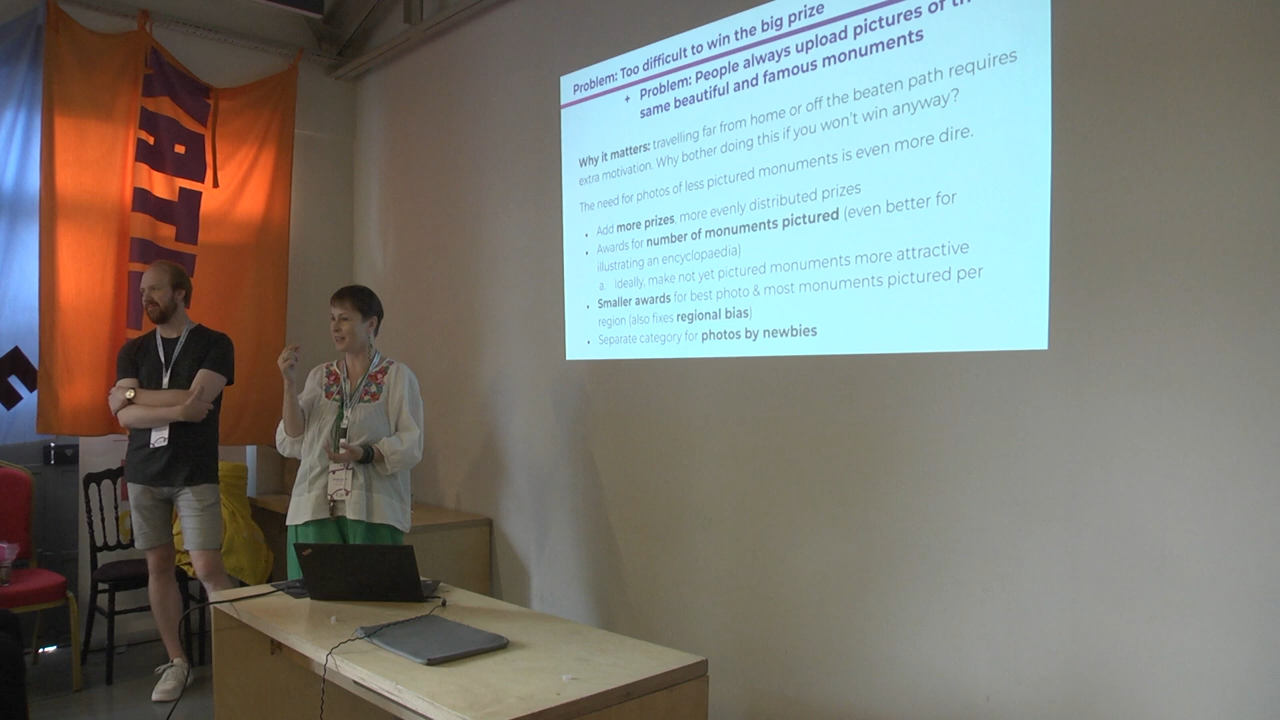 Problem: Too difficult to win the big prize
+ Problem: People always upload pictures of
same beautiful and famous monuments
Why it matters: travelling far from home or off the beaten path requires
extra motivation. Why bother doing this if you won't win anyway?
The need for photos of less pictured monuments is even more dire.
• Add more prizes, more evenly distributed prizes
• Awards for number of monuments pictured (even better for
illustrating an encyclopaedia)
a. Ideally, make not yet pictured monuments more attractive
• Smaller awards for best photo & most monuments pictured per
region (also fixes regional bias)
• Separate category for photos by newbies